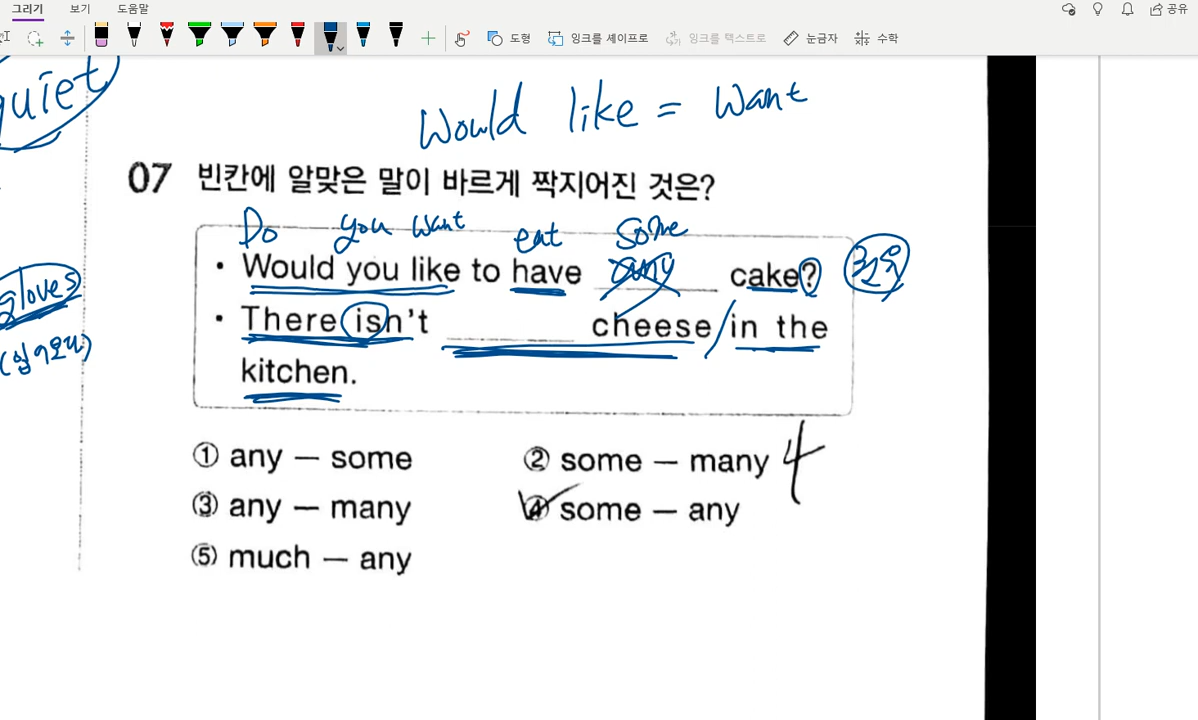 그리기 보기 도움말
도형 잉크를 셰이프로 잉크를 텍스트로 눈금자 수학 공유
quiet
Would like = want
07 빈칸에 알맞은 말이 바르게 짝지어진 것은?
Do you want eat some
• Would you like to have any cake?
gloves
• There isn't ________ cheese / in the
kitchen.
① any – some ② some – many 4
③ any – many ④ some – any
⑤ much – any